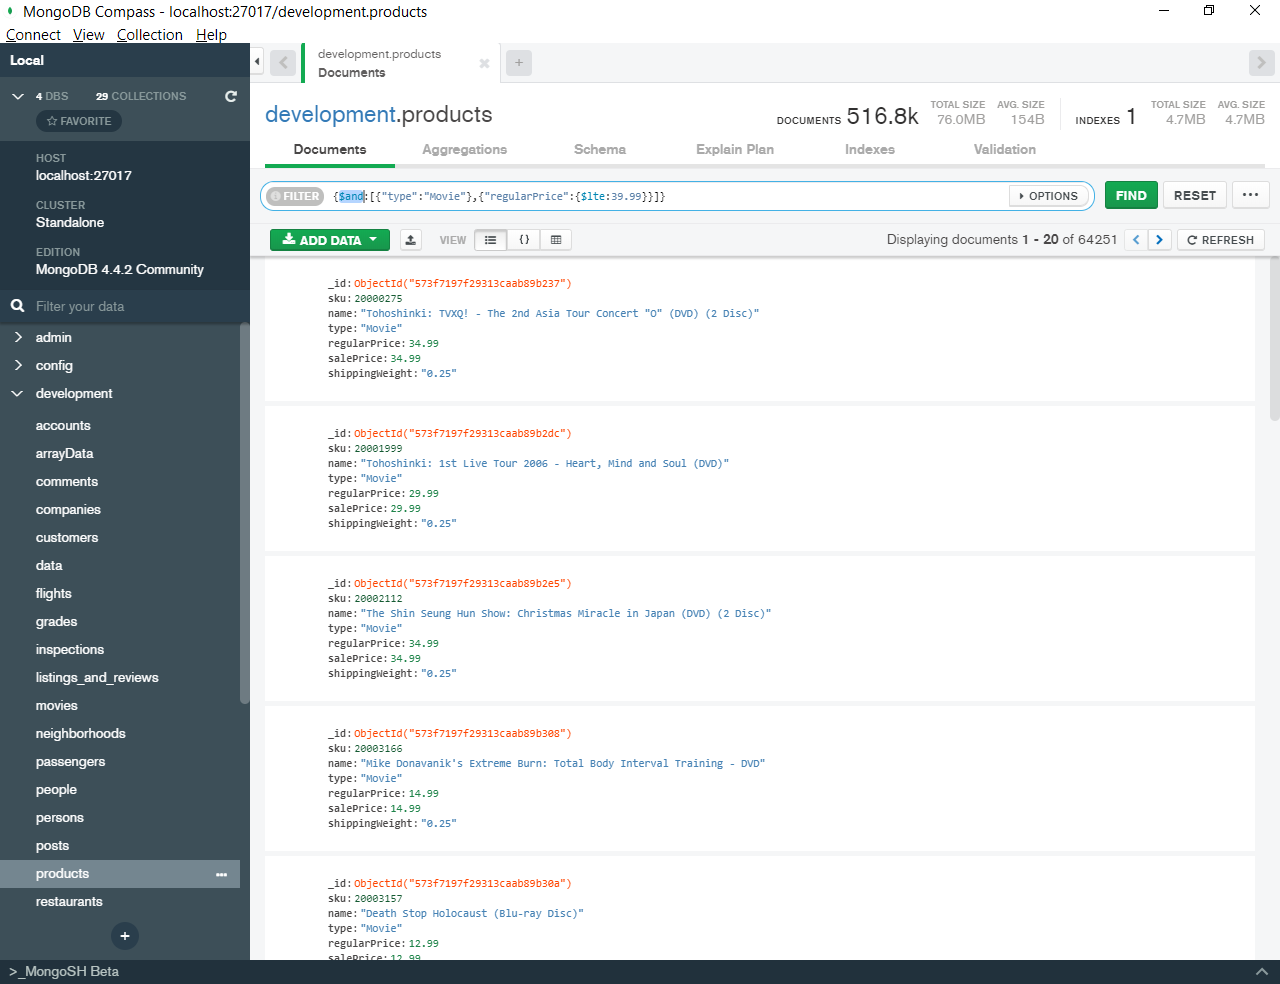 MongoDB Compass - localhost:27017/development.products
Connect View Collection Help
Local
4 DBS 29 COLLECTIONS
FAVORITE
HOST
localhost:27017
CLUSTER
Standalone
EDITION
MongoDB 4.4.2 Community
Filter your data
admin
config
development
accounts
arrayData
comments
companies
customers
data
flights
grades
inspections
listings_and_reviews
movies
neighborhoods
passengers
people
persons
posts
products
restaurants
development.products
Documents
development.products
DOCUMENTS 516.8k TOTAL SIZE 76.0MB AVG. SIZE 154B INDEXES 1 TOTAL SIZE 4.7MB AVG. SIZE 4.7MB
Documents Aggregations Schema Explain Plan Indexes Validation
FILTER {$and:[{"type":"Movie"},{"regularPrice":{$lte:39.99}}]} OPTIONS FIND RESET
ADD DATA VIEW {} Displaying documents 1 - 20 of 64251 REFRESH
_id: ObjectId("573f7197f29313caab89b237")
sku: 20000275
name: "Tohoshinki: TVXQ! - The 2nd Asia Tour Concert "O" (DVD) (2 Disc)"
type: "Movie"
regularPrice: 34.99
salePrice: 34.99
shippingWeight: "0.25"
_id: ObjectId("573f7197f29313caab89b2dc")
sku: 20001999
name: "Tohoshinki: 1st Live Tour 2006 - Heart, Mind and Soul (DVD)"
type: "Movie"
regularPrice: 29.99
salePrice: 29.99
shippingWeight: "0.25"
_id: ObjectId("573f7197f29313caab89b2e5")
sku: 20002112
name: "The Shin Seung Hun Show: Christmas Miracle in Japan (DVD) (2 Disc)"
type: "Movie"
regularPrice: 34.99
salePrice: 34.99
shippingWeight: "0.25"
_id: ObjectId("573f7197f29313caab89b308")
sku: 20003166
name: "Mike Donavanik's Extreme Burn: Total Body Interval Training - DVD"
type: "Movie"
regularPrice: 14.99
salePrice: 14.99
shippingWeight: "0.25"
_id: ObjectId("573f7197f29313caab89b30a")
sku: 20003157
name: "Death Stop Holocaust (Blu-ray Disc)"
type: "Movie"
regularPrice: 12.99
salePrice: 12.99
>_MongoSH Beta